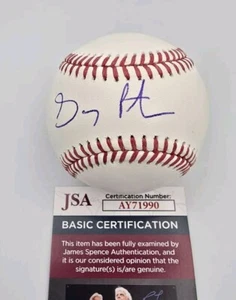 JSA
Certification Number:
AY71990
BASIC CERTIFICATION
This item has been fully examined by
James Spence Authentication, and
it is our considered opinion that the
signature(s) is/are genuine.